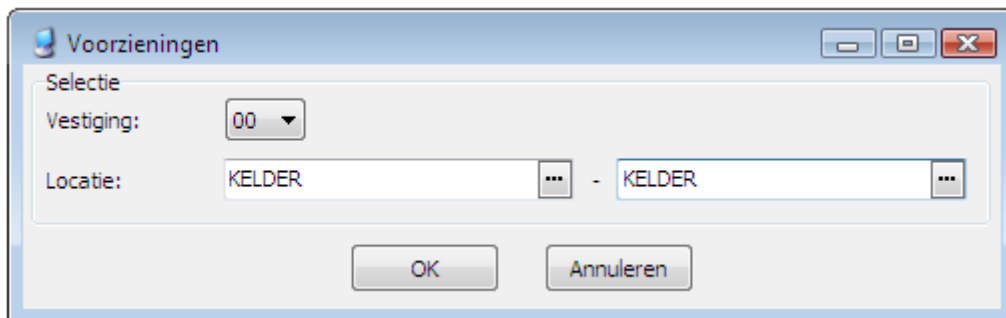 Voorzieningen
Selectie
Vestiging: 00
Locatie: KELDER ... - KELDER ...
OK Annuleren